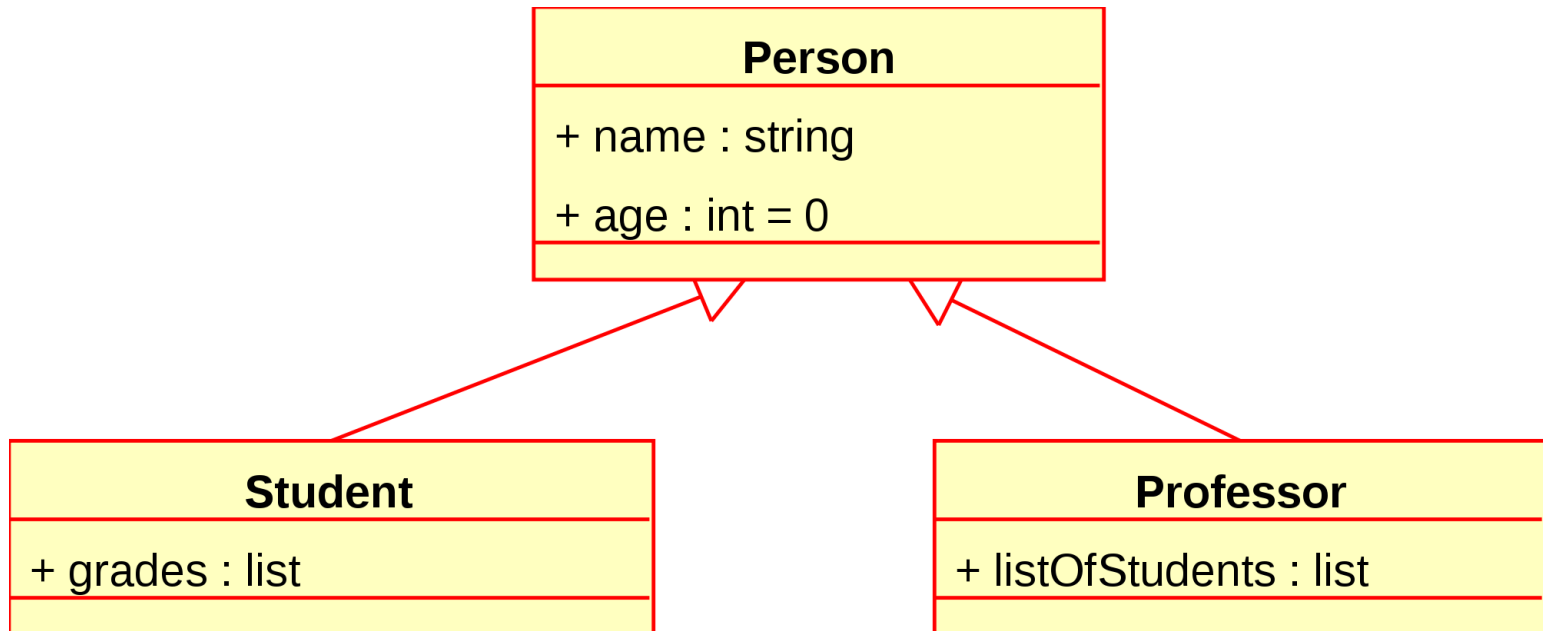 Person
+ name : string
+ age : int = 0
Student
+ grades : list
Professor
+ listOfStudents : list